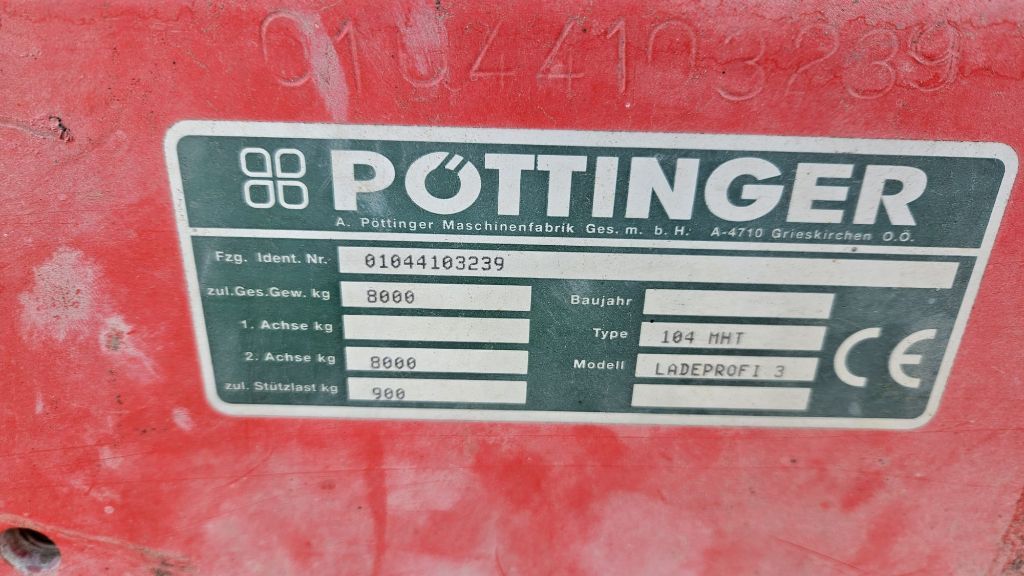 01044103239
PÖTTINGER
A. Pöttinger Maschinenfabrik Ges. m. b. H. A-4710 Grieskirchen O.Ö.
Fzg. Ident. Nr. 01044103239
zul.Ges.Gew. kg 8000 Baujahr
1. Achse kg Type 104 MHT
2. Achse kg 8000 Modell LADEPROFI 3
zul. Stützlast kg 900
CE